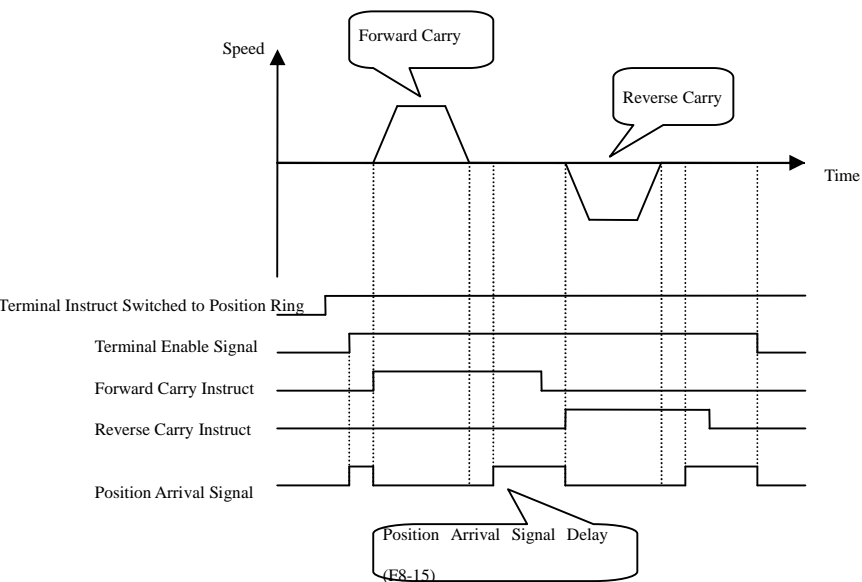 Forward Carry
Speed
Reverse Carry
Time
Terminal Instruct Switched to Position Ring
Terminal Enable Signal
Forward Carry Instruct
Reverse Carry Instruct
Position Arrival Signal
Position Arrival Signal Delay
(F8-15)